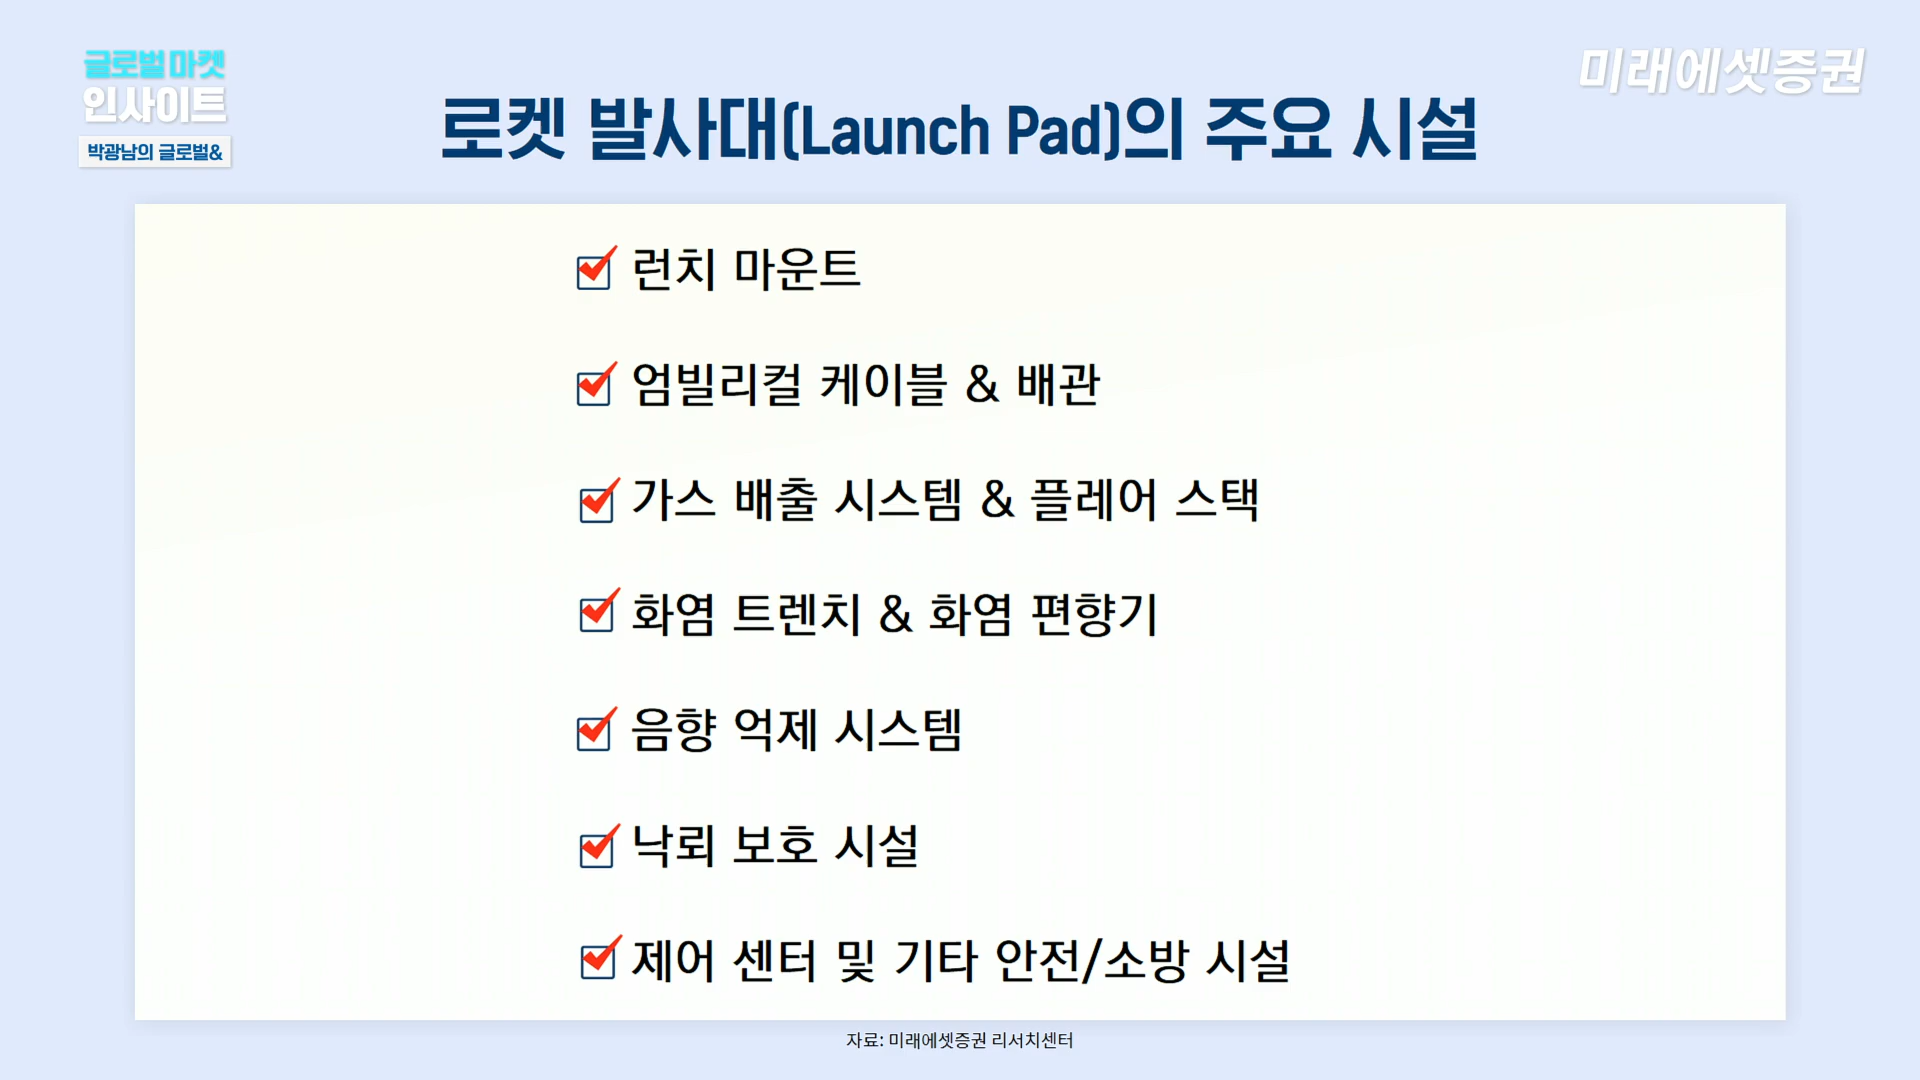 글로벌 마켓
인사이트
박광남의 글로벌&
미래에셋증권
로켓 발사대(Launch Pad)의 주요 시설
런치 마운트
엄빌리컬 케이블 & 배관
가스 배출 시스템 & 플레어 스택
화염 트렌치 & 화염 편향기
음향 억제 시스템
낙뢰 보호 시설
제어 센터 및 기타 안전/소방 시설
자료: 미래에셋증권 리서치센터